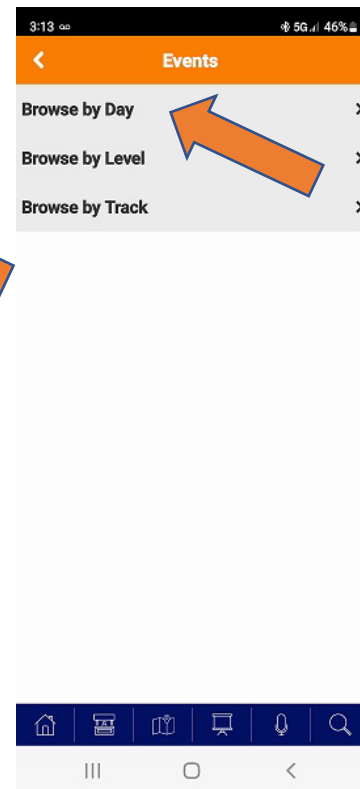 3:13 5G 46%
Events
Browse by Day
Browse by Level
Browse by Track